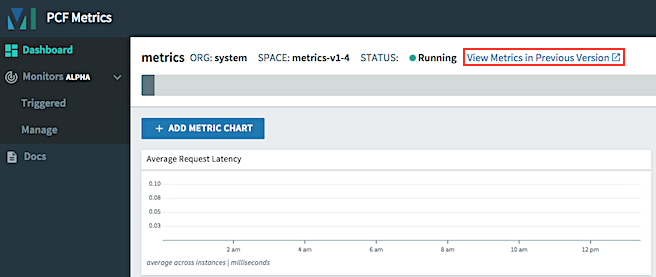 PCF Metrics
Dashboard
Monitors ALPHA
Triggered
Manage
Docs
metrics ORG: system SPACE: metrics-v1-4 STATUS: Running View Metrics in Previous Version
+ ADD METRIC CHART
Average Request Latency
0.10
0.08
0.05
0.03
2 am 4 am 6 am 8 am 10 am 12 pm
average across instances | milliseconds